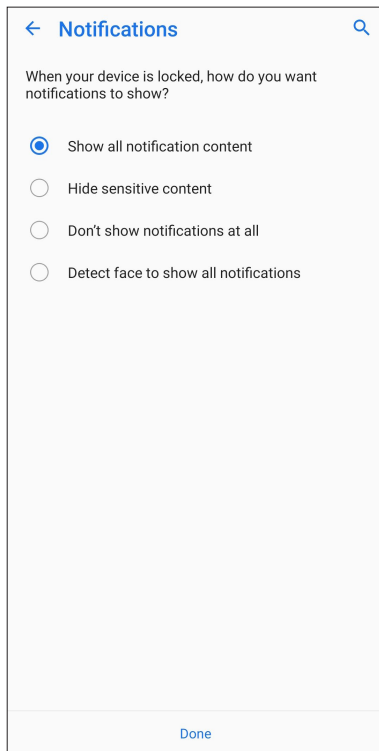 Notifications
When your device is locked, how do you want
notifications to show?
Show all notification content
Hide sensitive content
Don’t show notifications at all
Detect face to show all notifications
Done